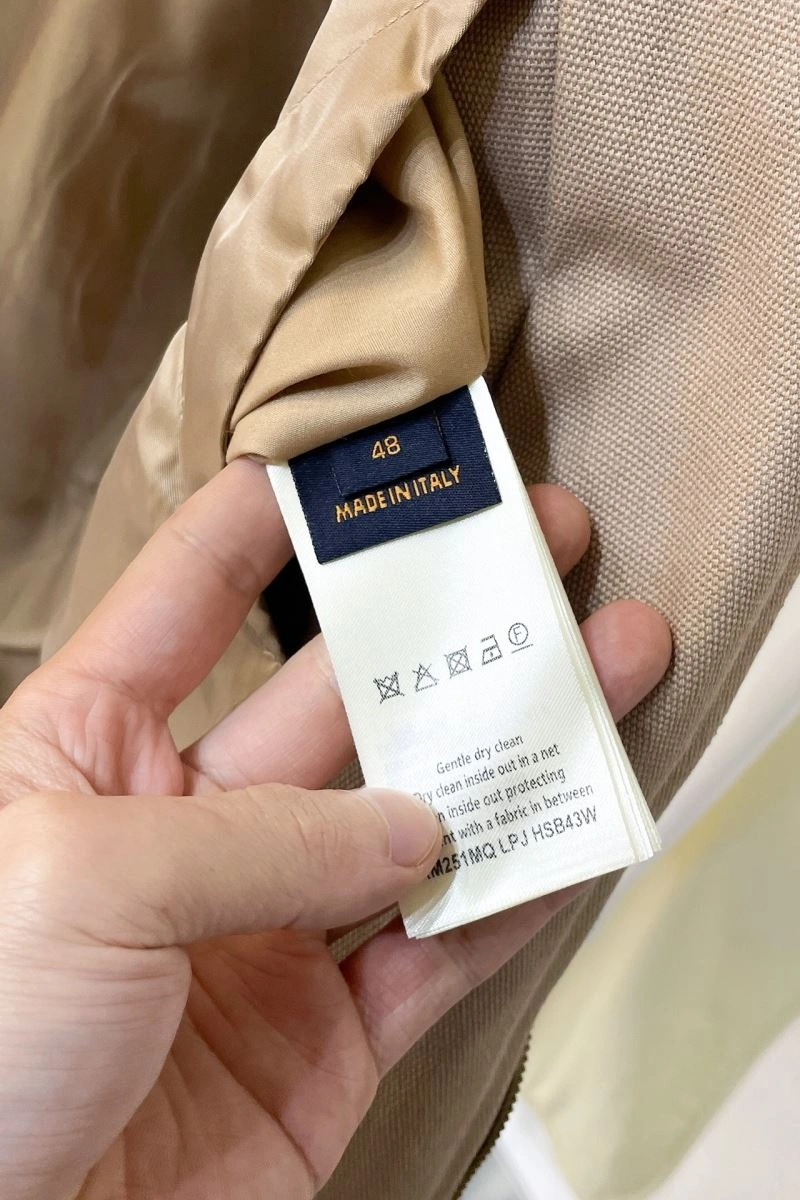 48
MADE IN ITALY
F
Gentle dry clean
Dry clean inside out in a net
inside out protecting
with a fabric in between
LPJ HSB43W